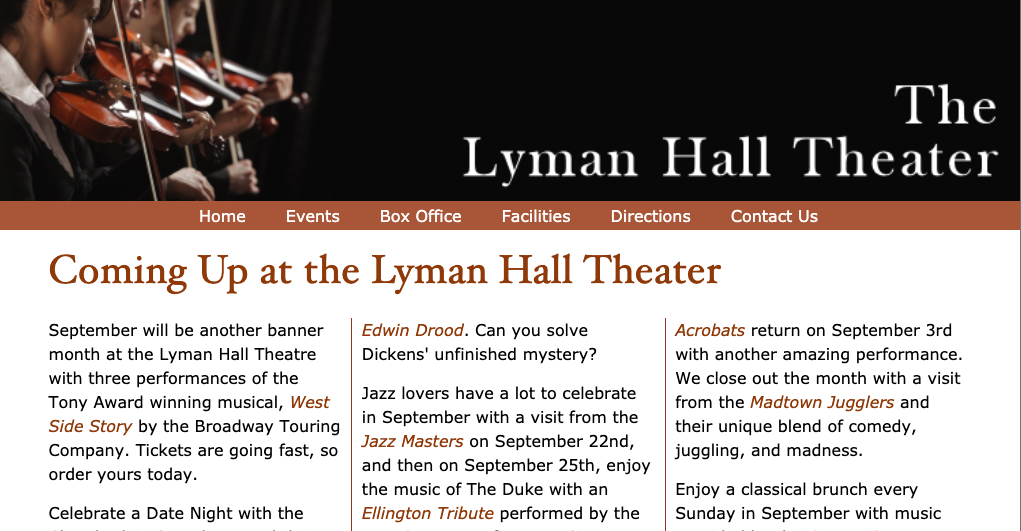 The
Lyman Hall Theater
Home Events Box Office Facilities Directions Contact Us
Coming Up at the Lyman Hall Theater
September will be another banner
month at the Lyman Hall Theatre
with three performances of the
Tony Award winning musical, West
Side Story by the Broadway Touring
Company. Tickets are going fast, so
order yours today.
Celebrate a Date Night with the
Edwin Drood. Can you solve
Dickens' unfinished mystery?
Jazz lovers have a lot to celebrate
in September with a visit from the
Jazz Masters on September 22nd,
and then on September 25th, enjoy
the music of The Duke with an
Ellington Tribute performed by the
Acrobats return on September 3rd
with another amazing performance.
We close out the month with a visit
from the Madtown Jugglers and
their unique blend of comedy,
juggling, and madness.
Enjoy a classical brunch every
Sunday in September with music